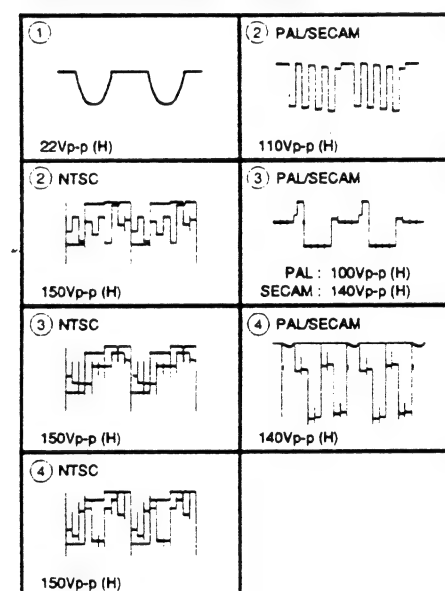 ①
22Vp-p (H)
② PAL/SECAM
110Vp-p (H)
② NTSC
150Vp-p (H)
③ PAL/SECAM
PAL : 100Vp-p (H)
SECAM : 140Vp-p (H)
③ NTSC
150Vp-p (H)
④ PAL/SECAM
140Vp-p (H)
④ NTSC
150Vp-p (H)